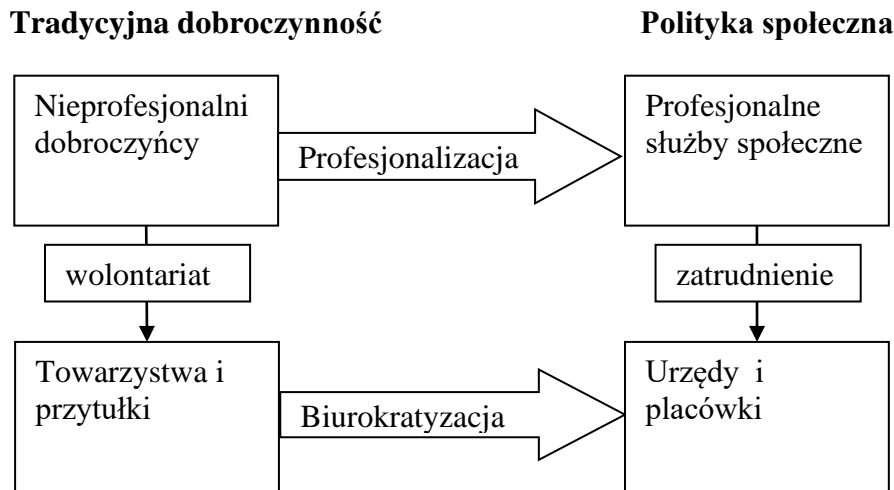 Tradycyjna dobroczynność
Polityka społeczna
Nieprofesjonalni
dobroczyńcy
Profesjonalizacja
Profesjonalne
służby społeczne
wolontariat
zatrudnienie
Towarzystwa i
przytułki
Biurokratyzacja
Urzędy i
placówki